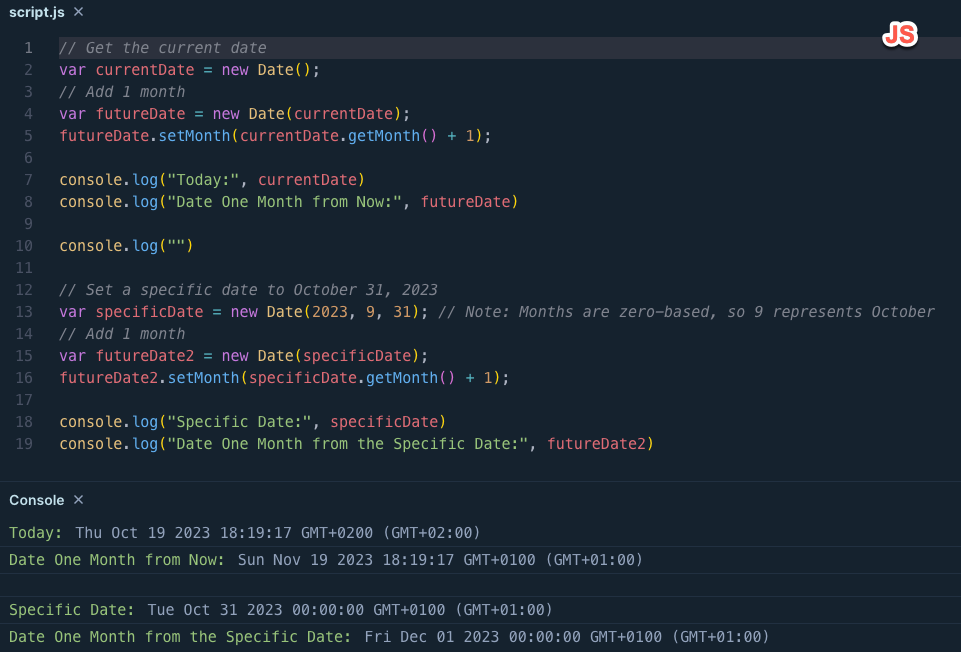 script.js ✕
JS
1 // Get the current date
2 var currentDate = new Date();
3 // Add 1 month
4 var futureDate = new Date(currentDate);
5 futureDate.setMonth(currentDate.getMonth() + 1);
6
7 console.log("Today:", currentDate)
8 console.log("Date One Month from Now:", futureDate)
9
10 console.log("")
11
12 // Set a specific date to October 31, 2023
13 var specificDate = new Date(2023, 9, 31); // Note: Months are zero-based, so 9 represents October
14 // Add 1 month
15 var futureDate2 = new Date(specificDate);
16 futureDate2.setMonth(specificDate.getMonth() + 1);
17
18 console.log("Specific Date:", specificDate)
19 console.log("Date One Month from the Specific Date:", futureDate2)
Console ✕
Today: Thu Oct 19 2023 18:19:17 GMT+0200 (GMT+02:00)
Date One Month from Now: Sun Nov 19 2023 18:19:17 GMT+0100 (GMT+01:00)
Specific Date: Tue Oct 31 2023 00:00:00 GMT+0100 (GMT+01:00)
Date One Month from the Specific Date: Fri Dec 01 2023 00:00:00 GMT+0100 (GMT+01:00)